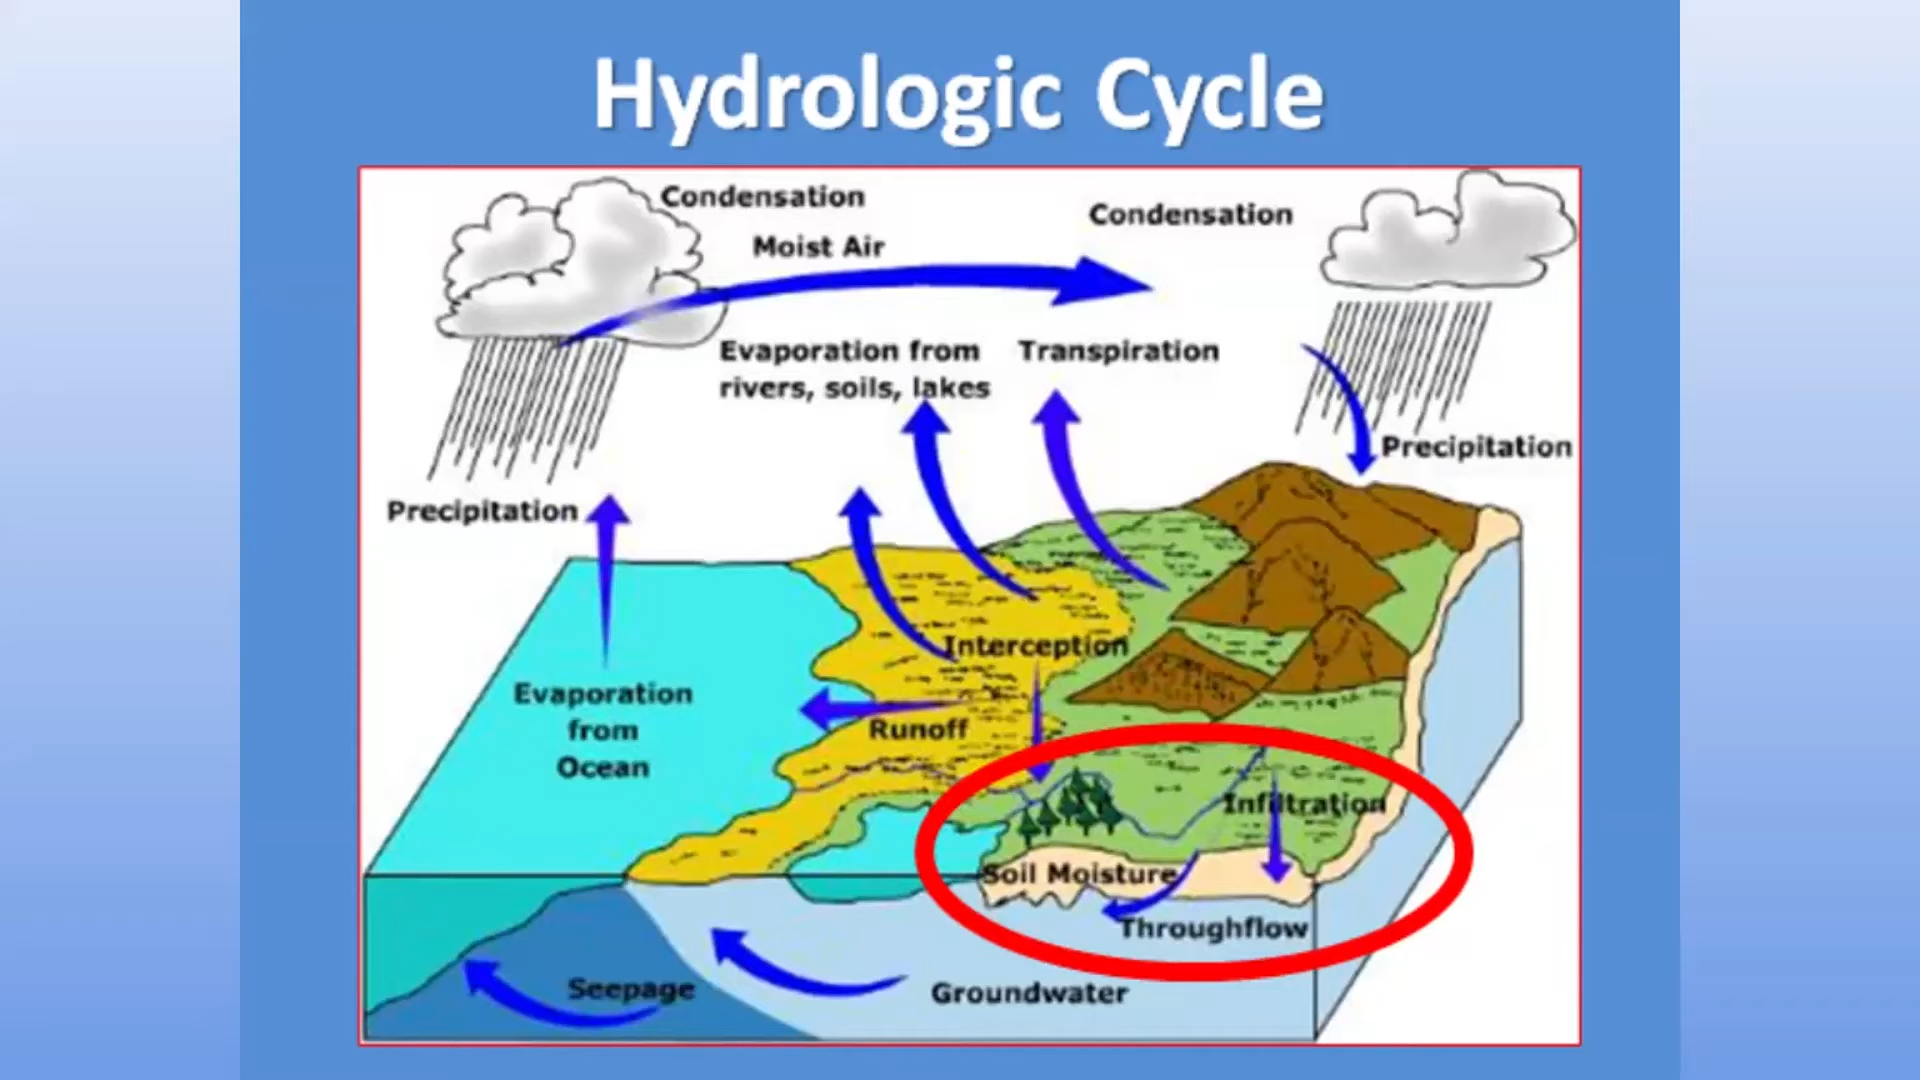 Hydrologic Cycle
Condensation
Condensation
Moist Air
Evaporation from
rivers, soils, lakes
Transpiration
Precipitation
Precipitation
Interception
Evaporation
from
Ocean
Runoff
Infiltration
Soil Moisture
Throughflow
Seepage
Groundwater